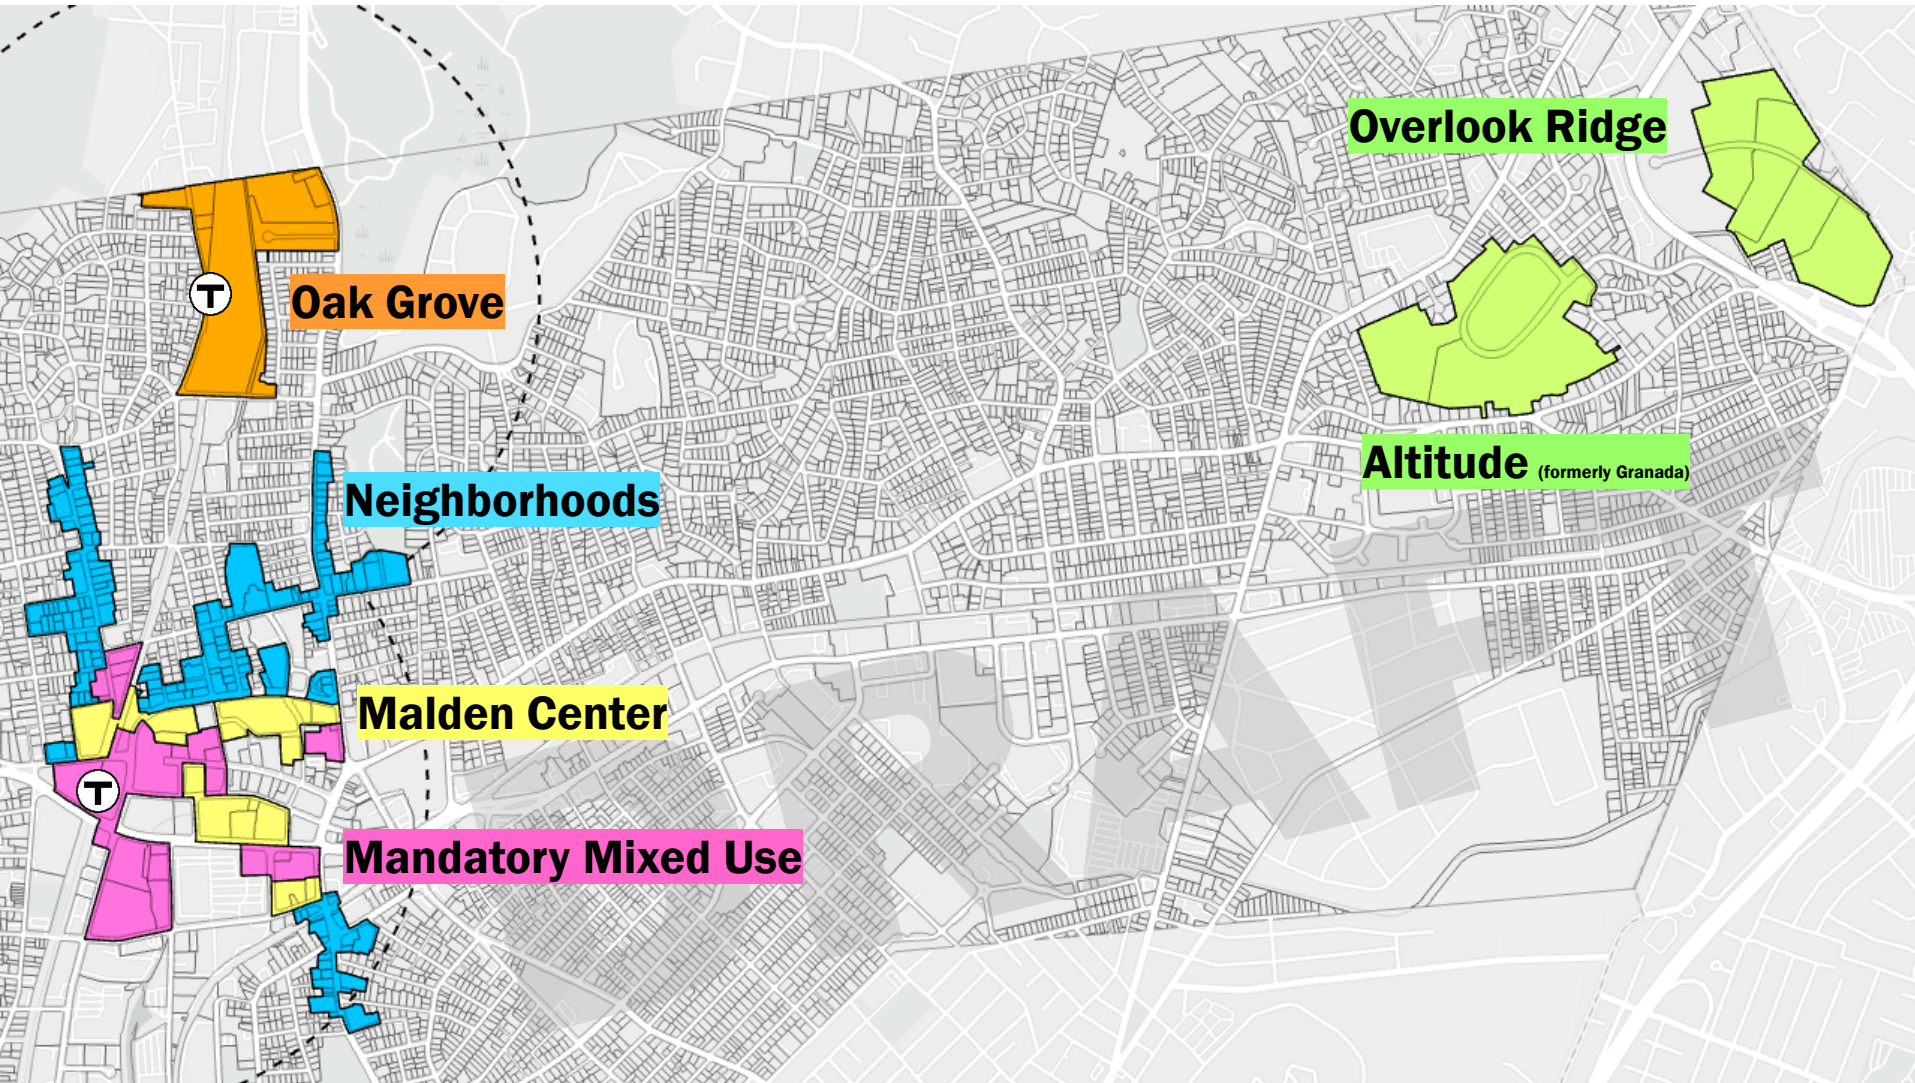 Overlook Ridge
T
Oak Grove
Altitude (formerly Granada)
Neighborhoods
Malden Center
T
Mandatory Mixed Use
DRAFT